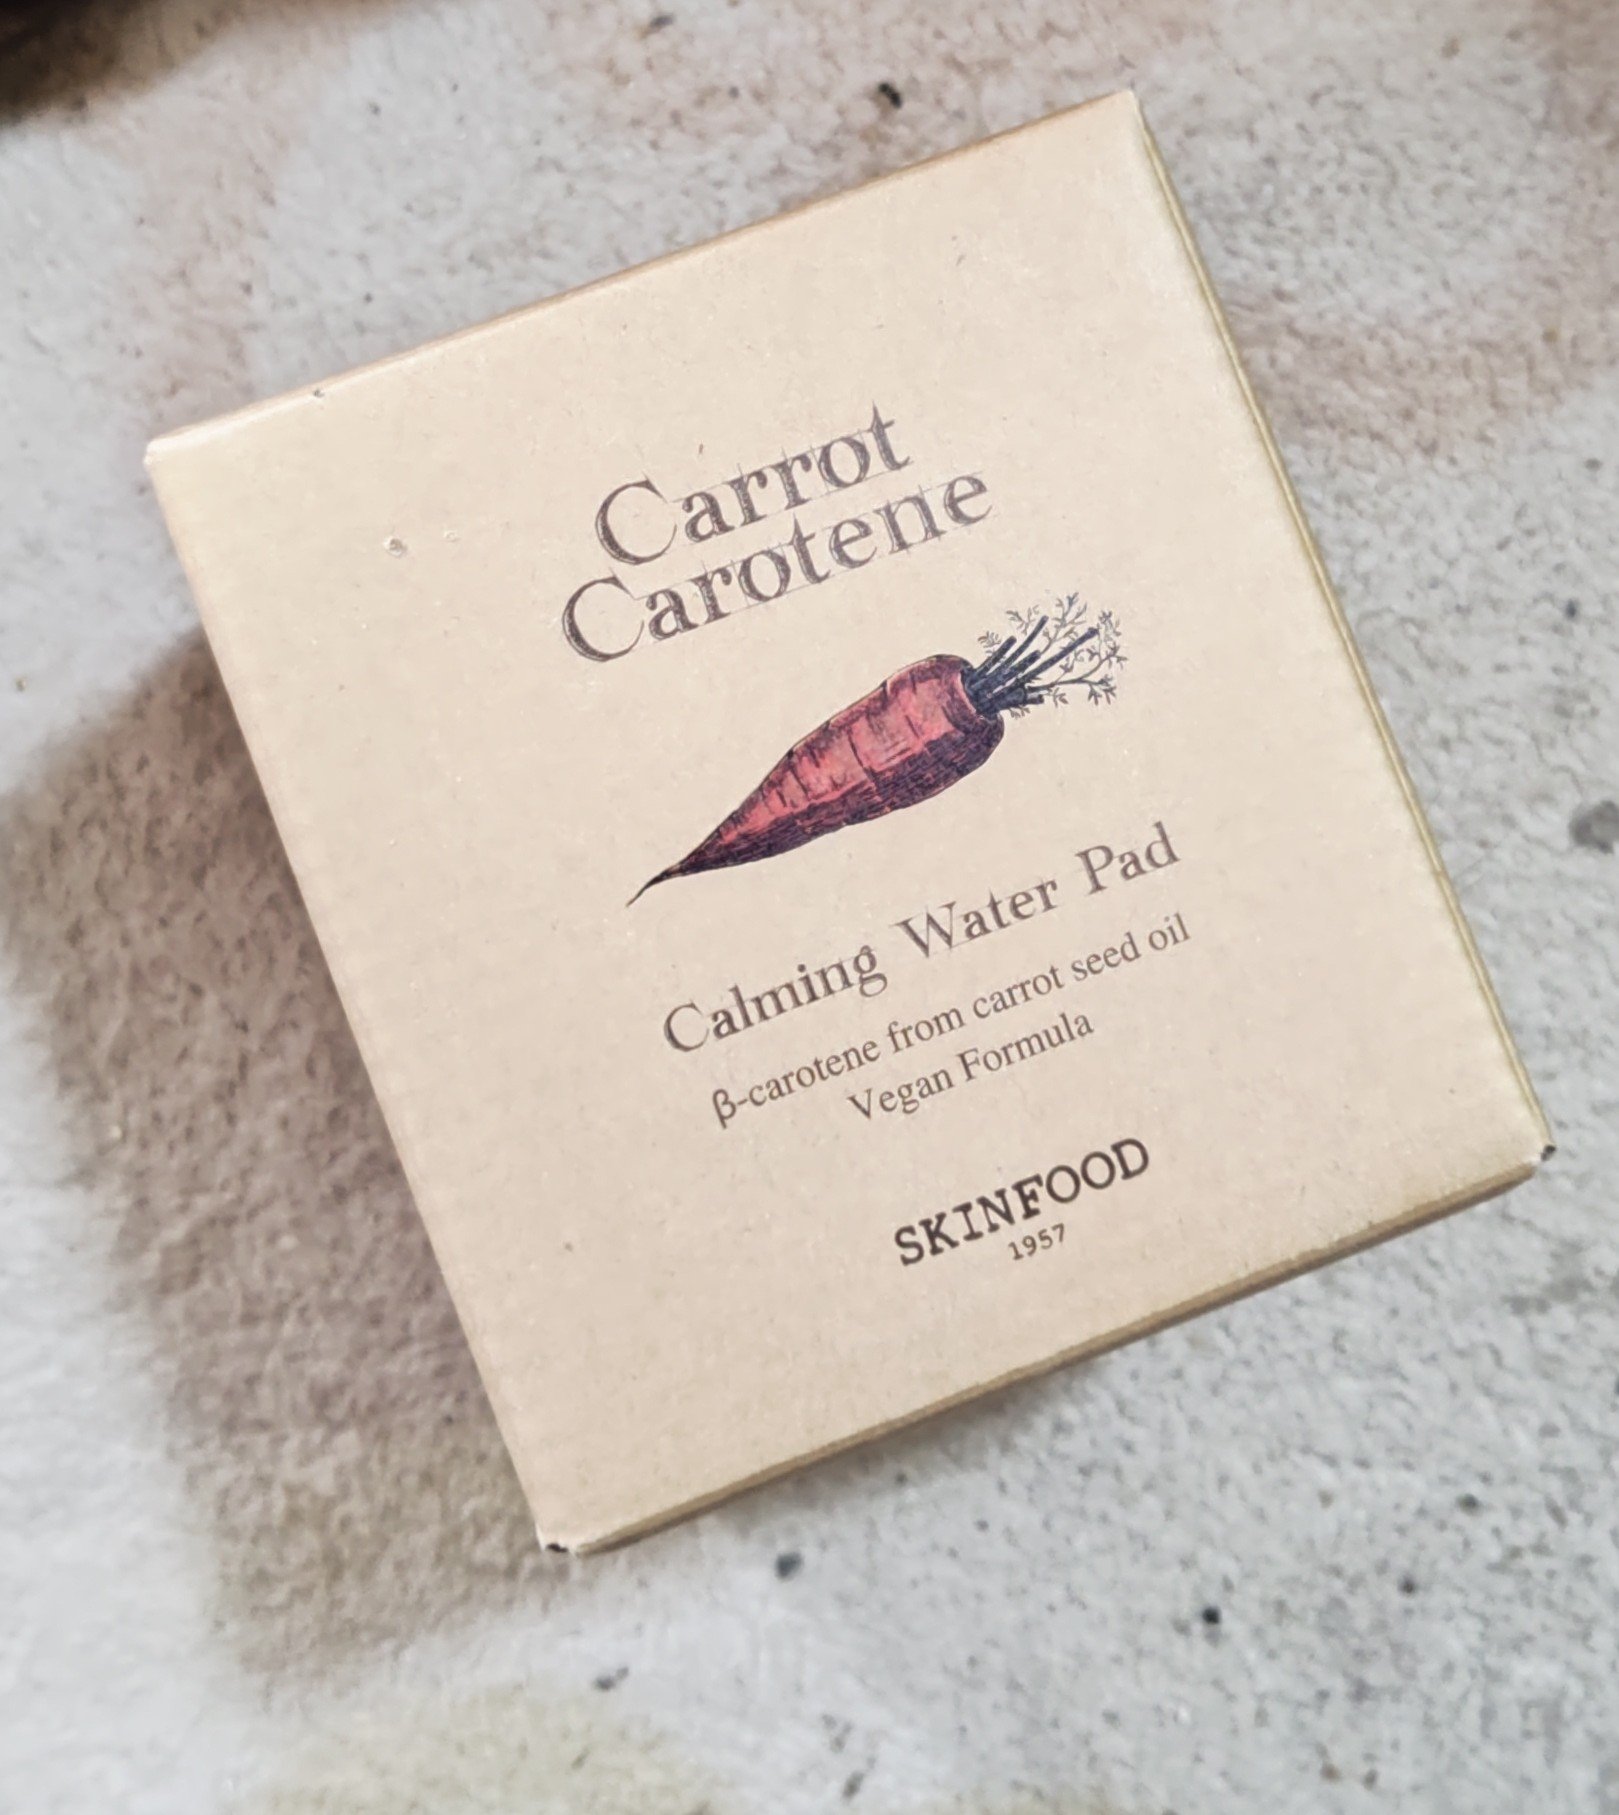 Carrot
Carotene
Calming Water Pad
β-carotene from carrot seed oil
Vegan Formula
SKINFOOD
1957